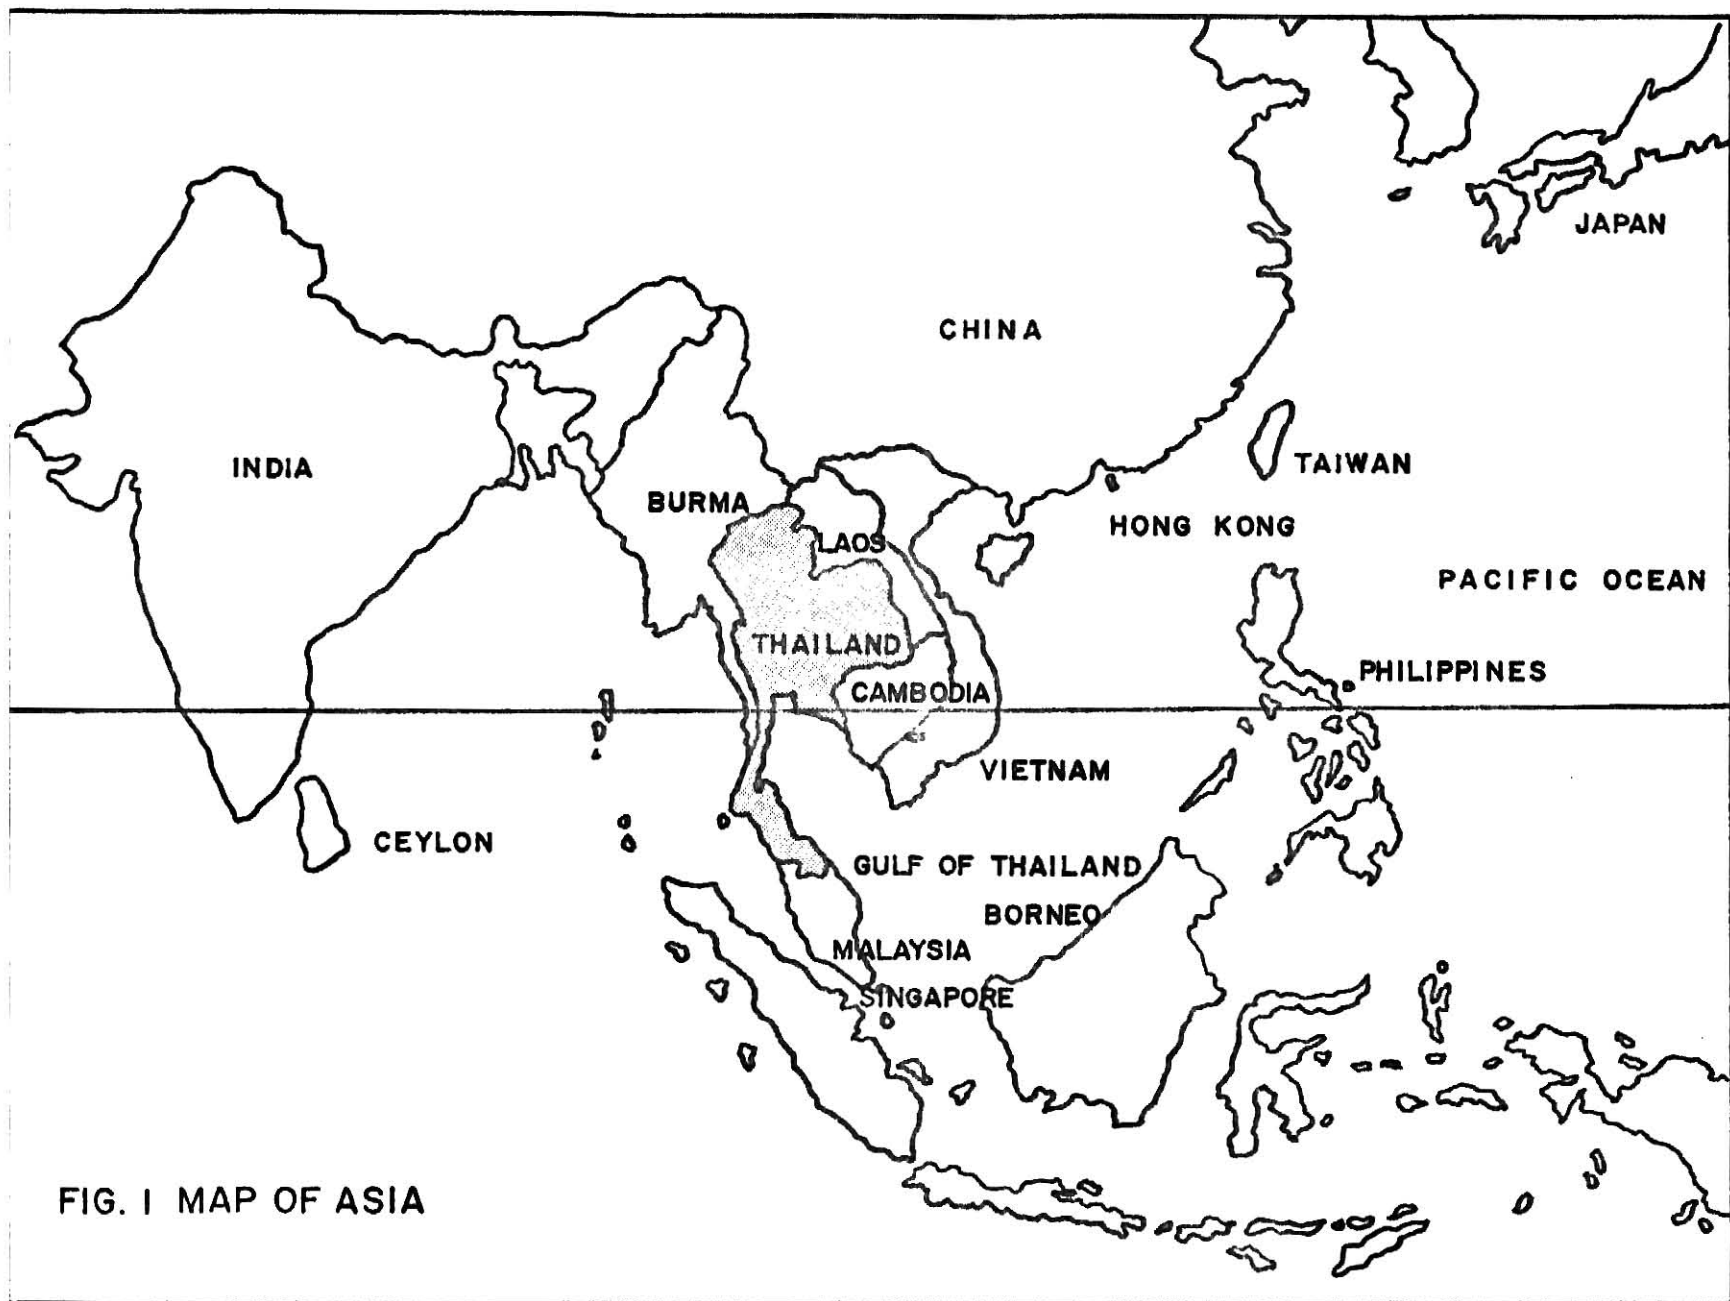 JAPAN
CHINA
INDIA
TAIWAN
BURMA
HONG KONG
LAOS
PACIFIC OCEAN
THAILAND
PHILIPPINES
CAMBODIA
VIETNAM
CEYLON
GULF OF THAILAND
BORNEO
MALAYSIA
SINGAPORE
FIG. 1 MAP OF ASIA